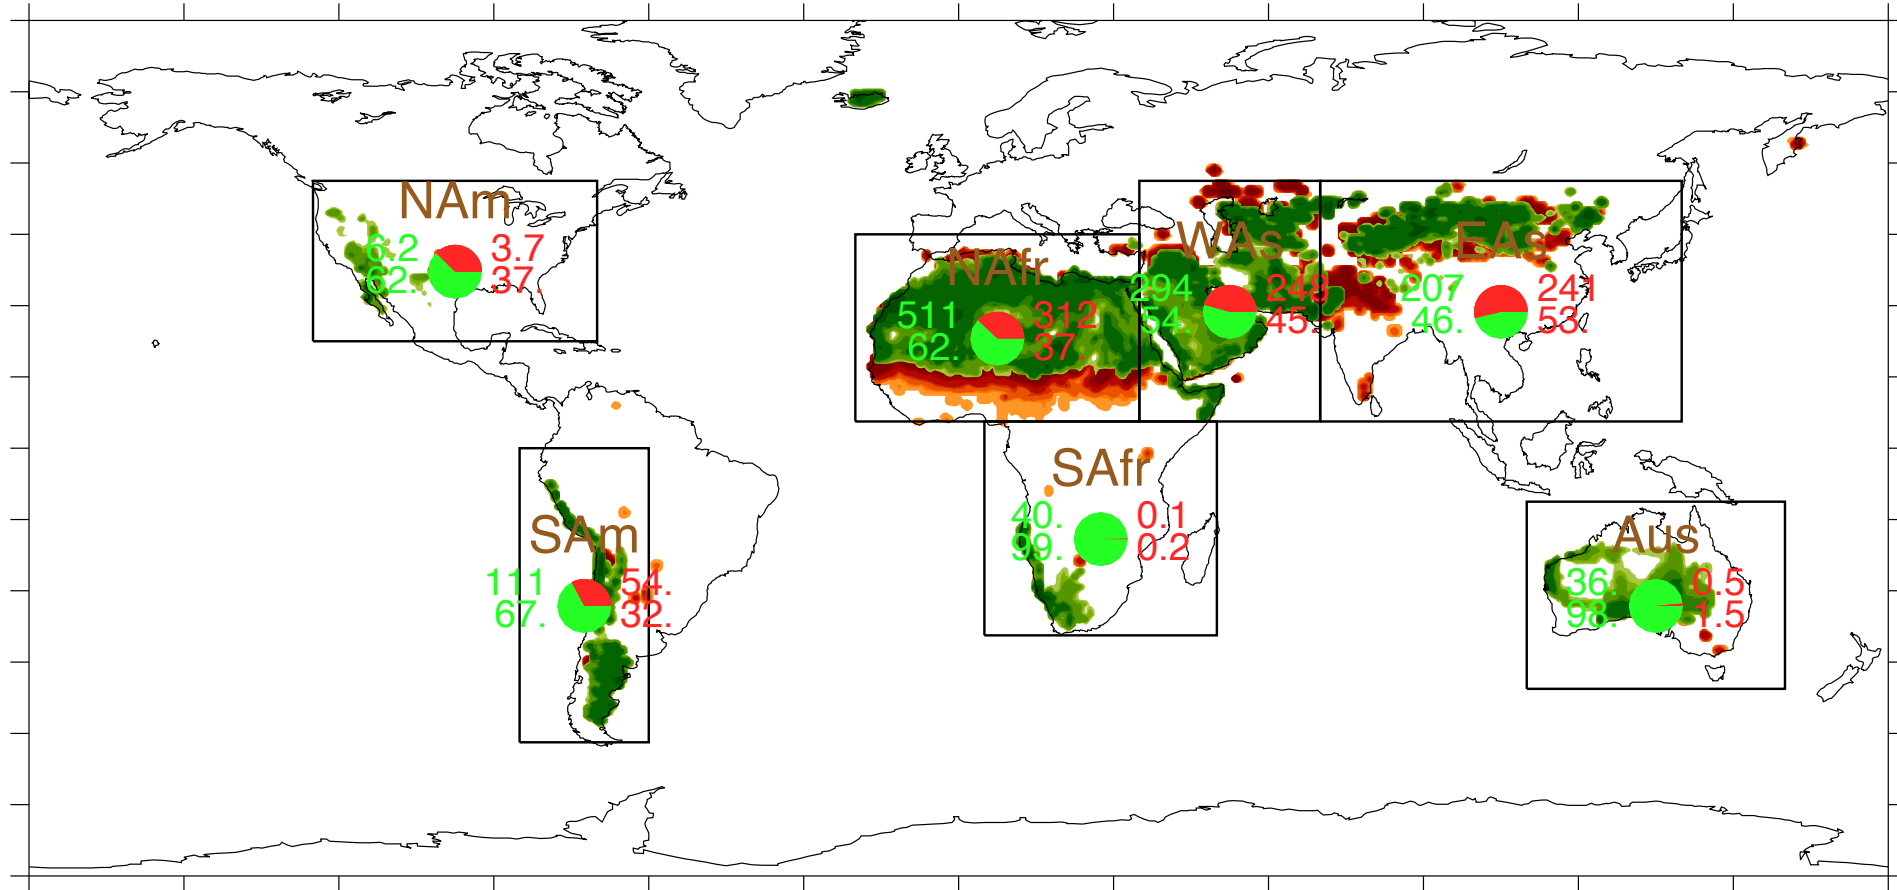 NAm
6.2 3.7
62. 37.
NAfr
511 312
62. 37.
WAs
294 248
54. 45.
EAs
207 241
46. 53.
SAm
111 54.
67. 32.
SAfr
40. 0.1
99. 0.2
Aus
36. 0.5
98. 1.5